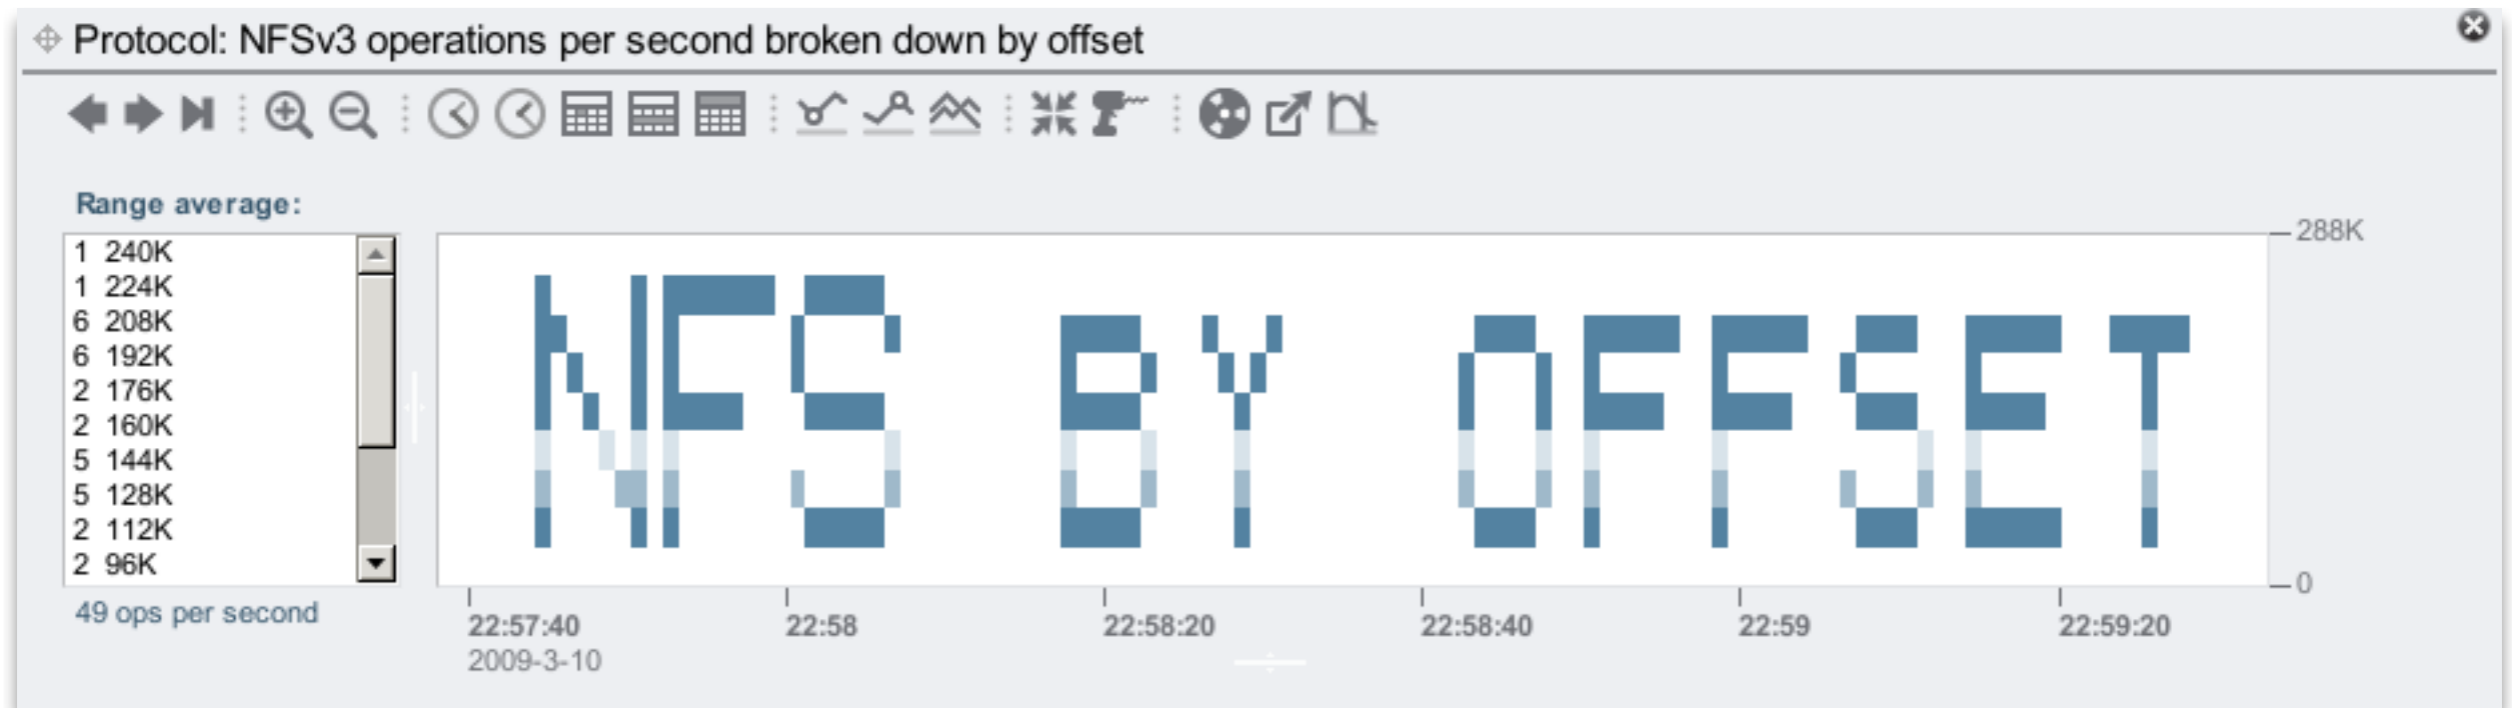 Protocol: NFSv3 operations per second broken down by offset
Range average:
1 240K
1 224K
6 208K
6 192K
2 176K
2 160K
5 144K
5 128K
2 112K
2 96K
49 ops per second
288K
NFS BY OFFSET
0
22:57:40 22:58 22:58:20 22:58:40 22:59 22:59:20
2009-3-10